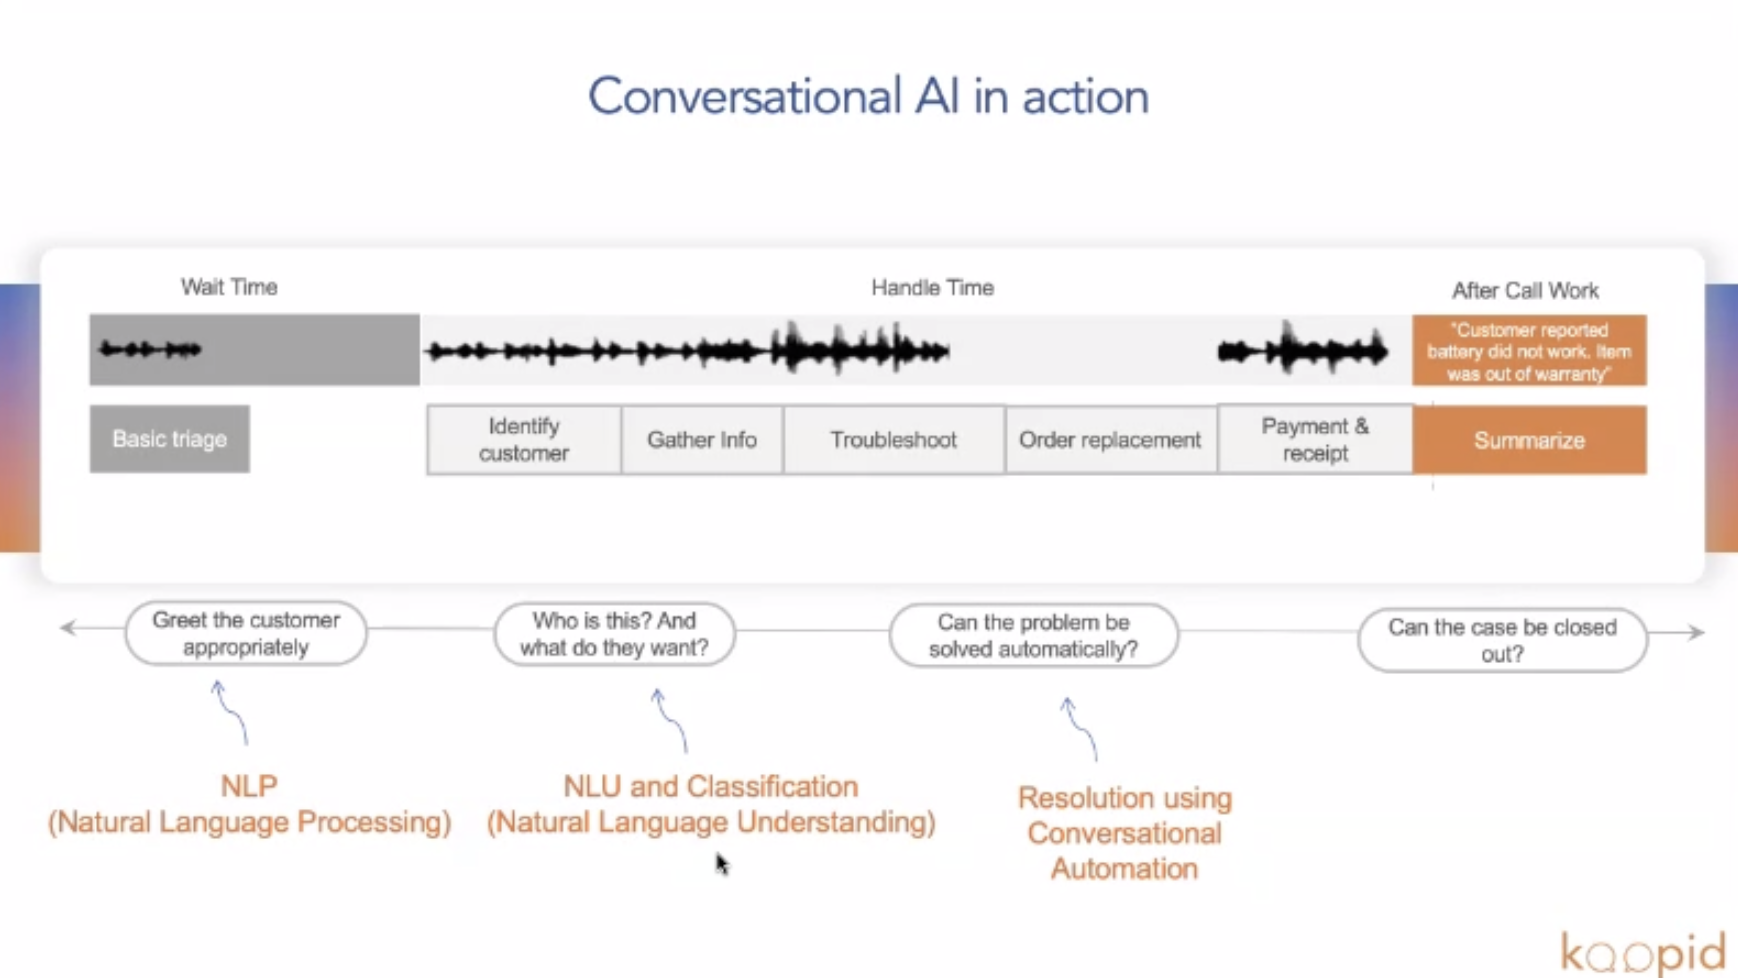 Conversational AI in action
Wait Time
Handle Time
After Call Work
"Customer reported
battery did not work. Item
was out of warranty"
Basic triage
Identify
customer
Gather Info
Troubleshoot
Order replacement
Payment &
receipt
Summarize
Greet the customer
appropriately
Who is this? And
what do they want?
Can the problem be
solved automatically?
Can the case be closed
out?
NLP
(Natural Language Processing)
NLU and Classification
(Natural Language Understanding)
Resolution using
Conversational
Automation
koopid